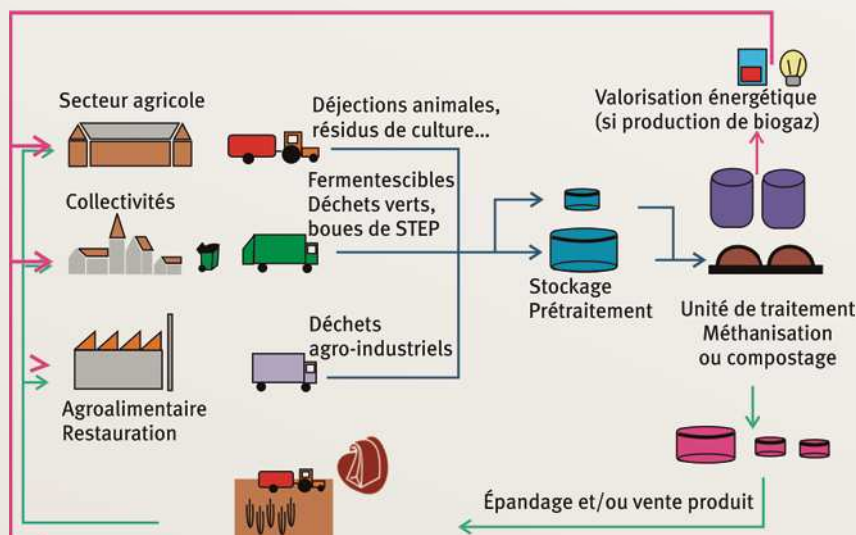 Secteur agricole
Déjections animales,
résidus de culture...
Valorisation énergétique
(si production de biogaz)
Collectivités
Fermentescibles
Déchets verts,
boues de STEP
Stockage
Prétraitement
Unité de traitement
Méthanisation
ou compostage
Déchets
agro-industriels
Agroalimentaire
Restauration
Épandage et/ou vente produit